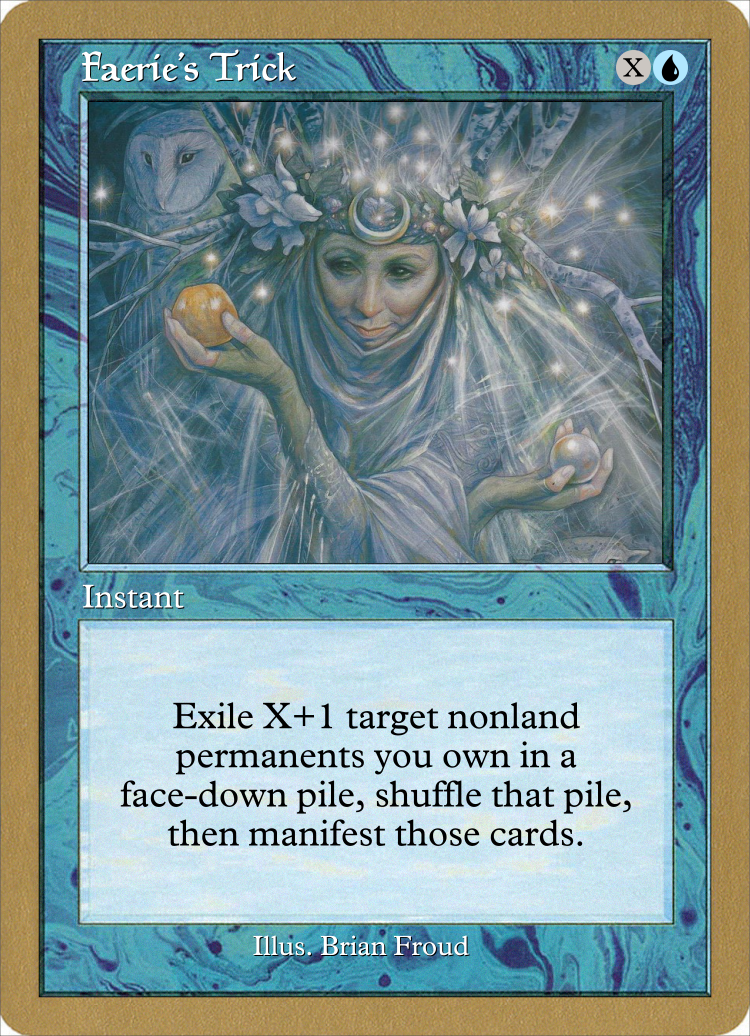 Faerie's Trick
X
Instant
Exile X+1 target nonland
permanents you own in a
face-down pile, shuffle that pile,
then manifest those cards.
Illus. Brian Froud